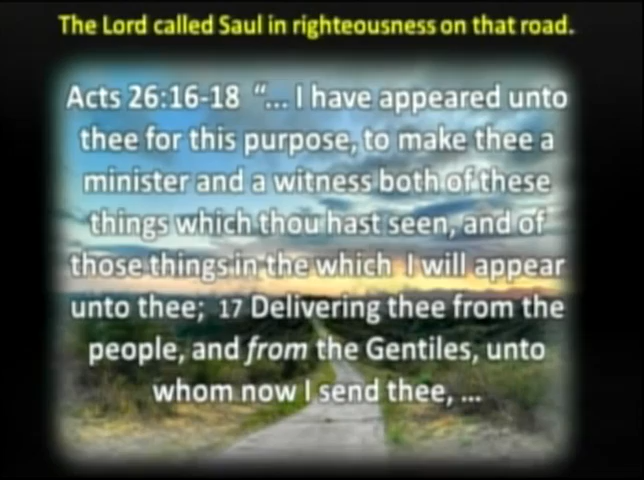 The Lord called Saul in righteousness on that road.
Acts 26:16-18 “... I have appeared unto
thee for this purpose, to make thee a
minister and a witness both of these
things which thou hast seen, and of
those things in the which I will appear
unto thee; 17 Delivering thee from the
people, and from the Gentiles, unto
whom now I send thee, ...